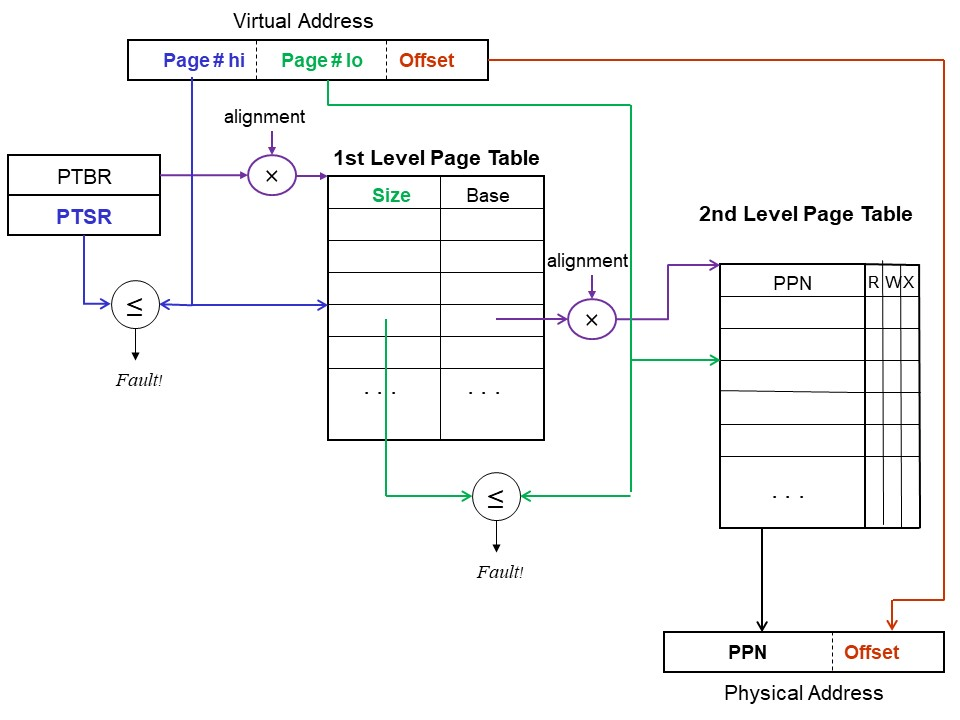 Virtual Address
Page # hi Page # lo Offset
alignment
1st Level Page Table
PTBR
×
Size Base
PTSR
2nd Level Page Table
alignment
PPN R W X
≤
×
Fault!
. . . . . .
≤
. . .
Fault!
PPN Offset
Physical Address